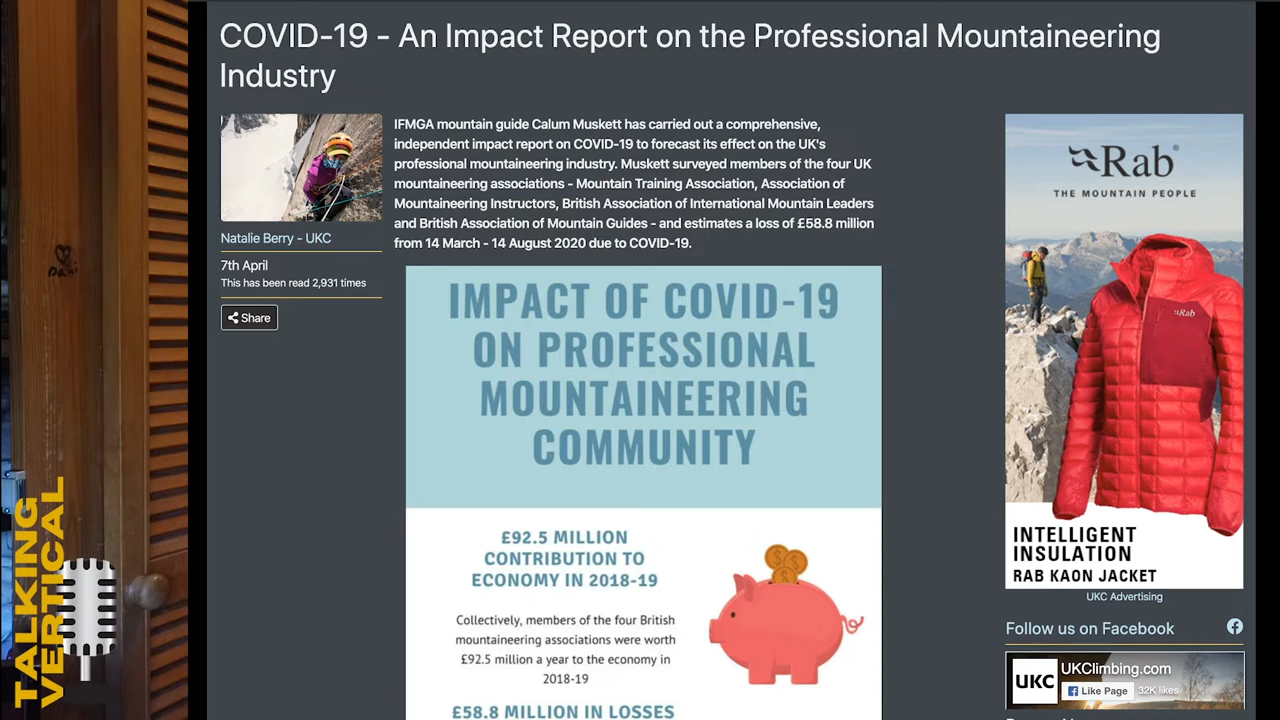 COVID-19 - An Impact Report on the Professional Mountaineering
Industry
IFMGA mountain guide Calum Muskett has carried out a comprehensive,
independent impact report on COVID-19 to forecast its effect on the UK's
professional mountaineering industry. Muskett surveyed members of the four UK
mountaineering associations - Mountain Training Association, Association of
Mountaineering Instructors, British Association of International Mountain Leaders
and British Association of Mountain Guides - and estimates a loss of £58.8 million
from 14 March - 14 August 2020 due to COVID-19.
Natalie Berry - UKC
7th April
This has been read 2,931 times
Share
IMPACT OF COVID-19
ON PROFESSIONAL
MOUNTAINEERING
COMMUNITY
£92.5 MILLION
CONTRIBUTION TO
ECONOMY IN 2018-19
Collectively, members of the four British
mountaineering associations were worth
£92.5 million a year to the economy in
2018-19
£58.8 MILLION IN LOSSES
Rab
THE MOUNTAIN PEOPLE
Rab
INTELLIGENT
INSULATION
RAB KAON JACKET
UKC Advertising
Follow us on Facebook
UKC
UKClimbing.com
Like Page
32K likes
TALKING
VERTICAL